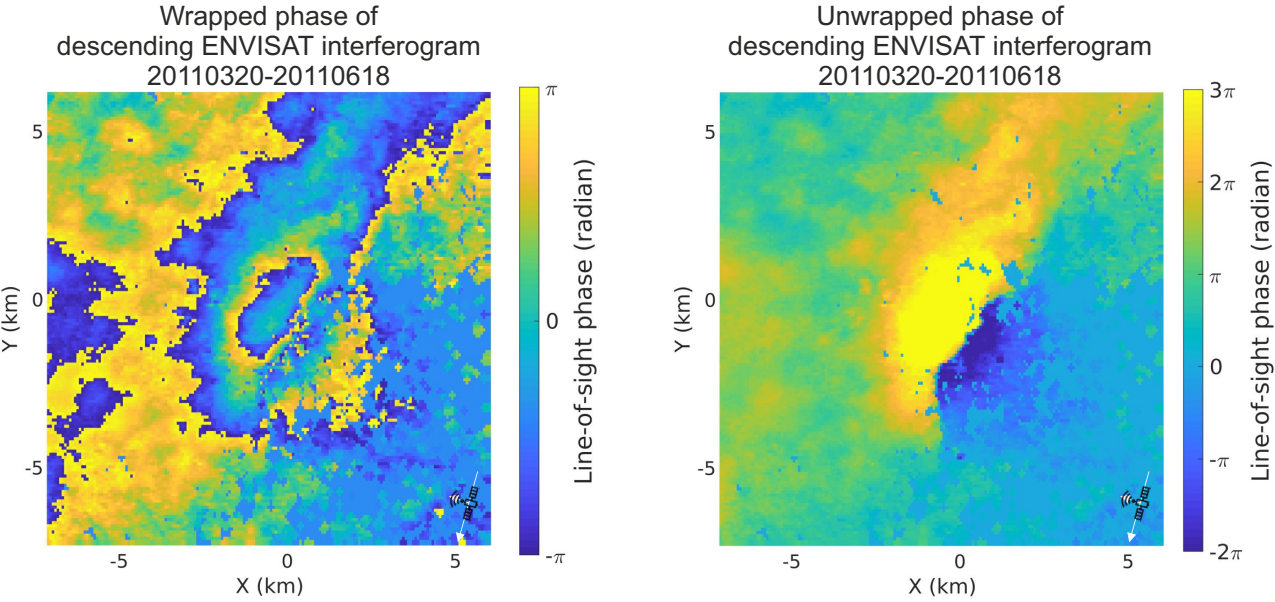 Wrapped phase of
descending ENVISAT interferogram
20110320-20110618
π
0
-π
Line-of-sight phase (radian)
5
0
-5
Y (km)
-5
0
5
X (km)
Unwrapped phase of
descending ENVISAT interferogram
20110320-20110618
3π
2π
π
0
-π
-2π
Line-of-sight phase (radian)
5
0
-5
Y (km)
-5
0
5
X (km)